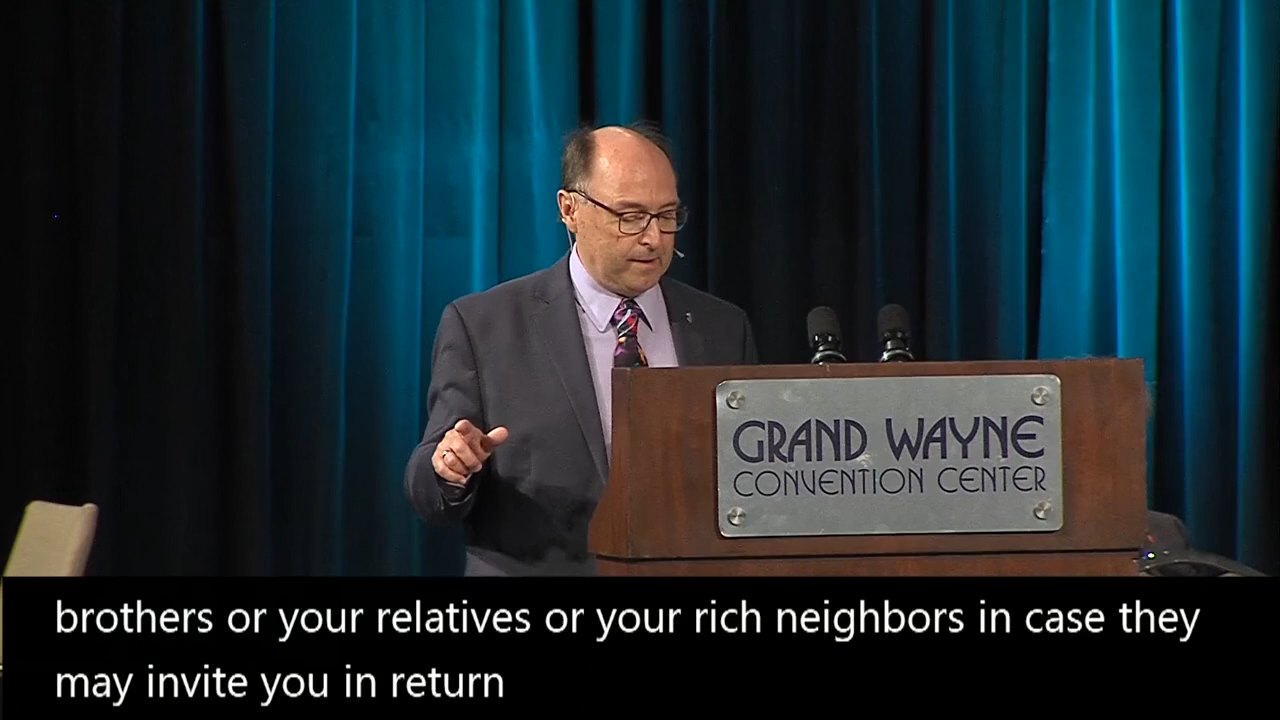 GRAND WAYNE
CONVENTION CENTER
brothers or your relatives or your rich neighbors in case they
may invite you in return